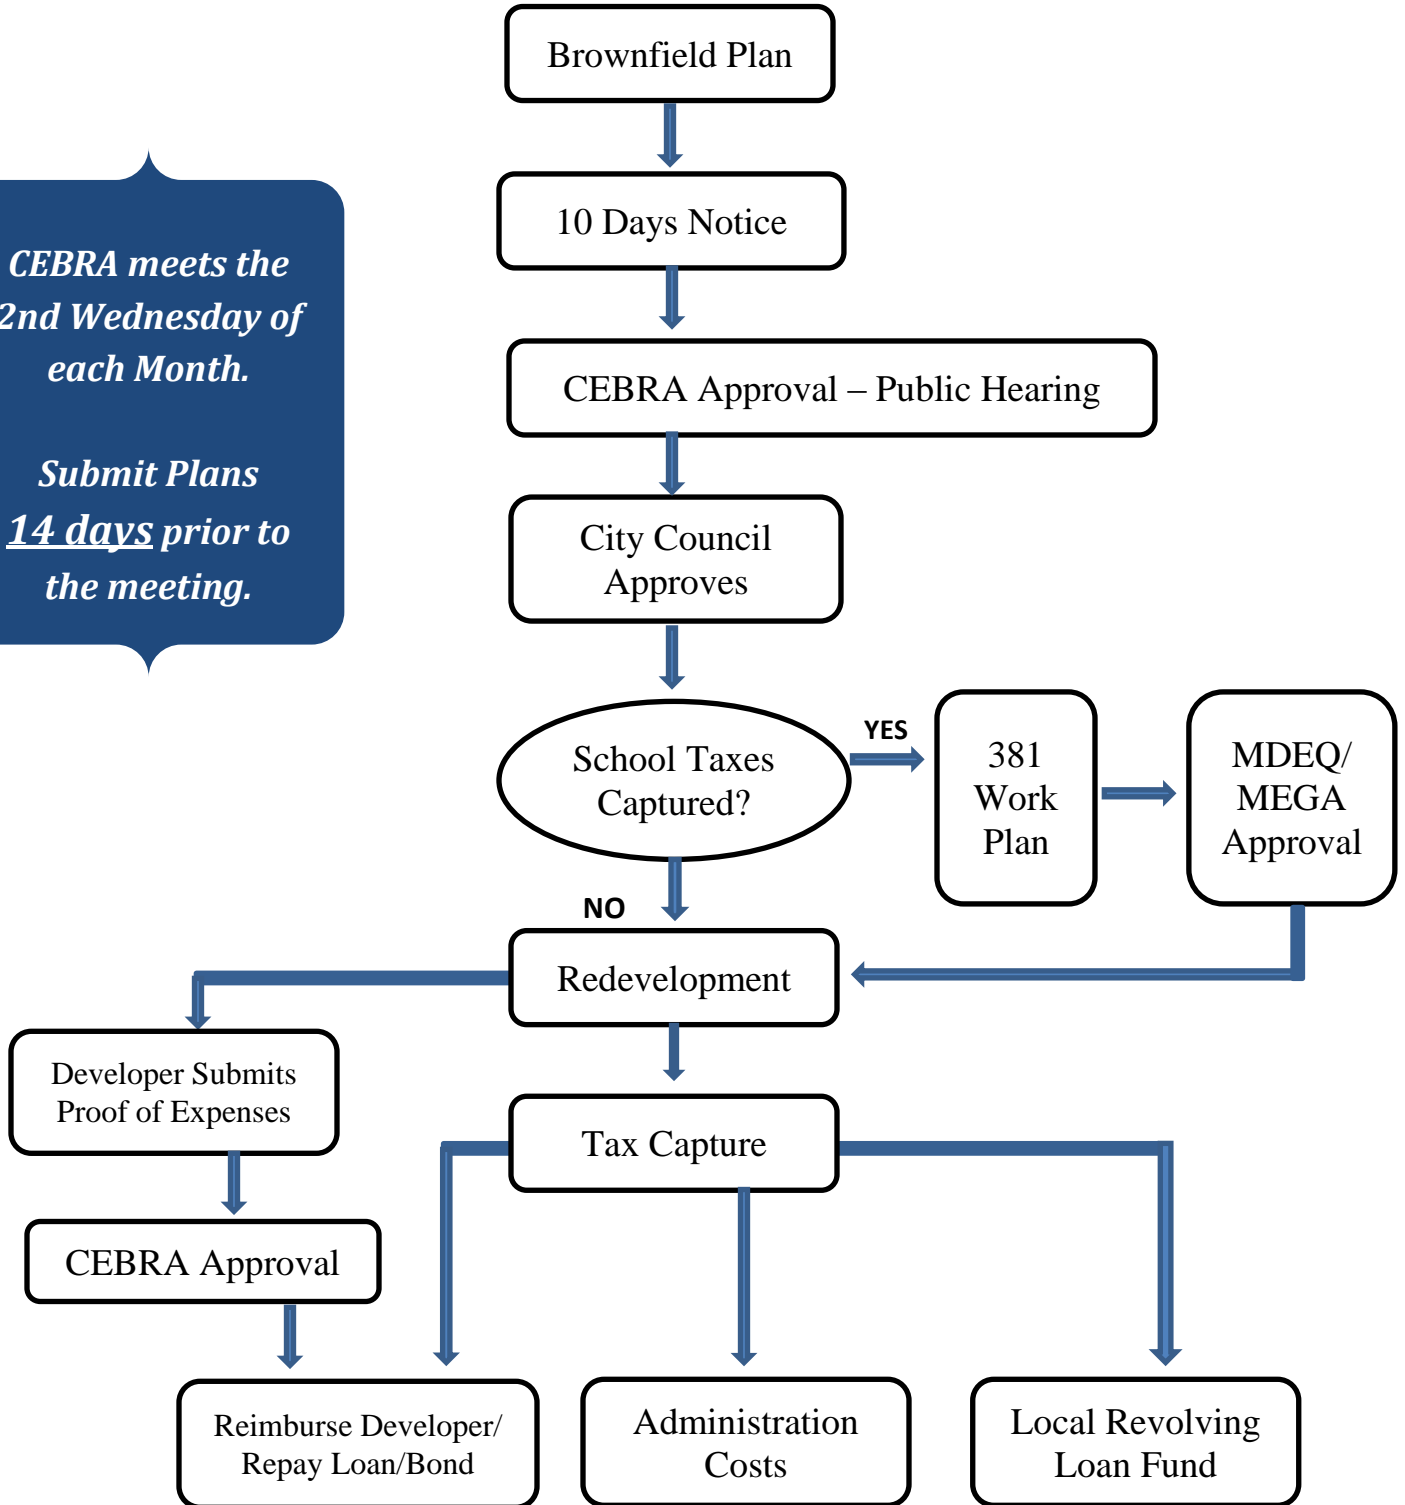 Brownfield Plan
10 Days Notice
CEBRA meets the
2nd Wednesday of
each Month.
Submit Plans
14 days prior to
the meeting.
CEBRA Approval – Public Hearing
City Council
Approves
School Taxes
Captured?
YES
381
Work
Plan
MDEQ/
MEGA
Approval
NO
Redevelopment
Developer Submits
Proof of Expenses
Tax Capture
CEBRA Approval
Reimburse Developer/
Repay Loan/Bond
Administration
Costs
Local Revolving
Loan Fund